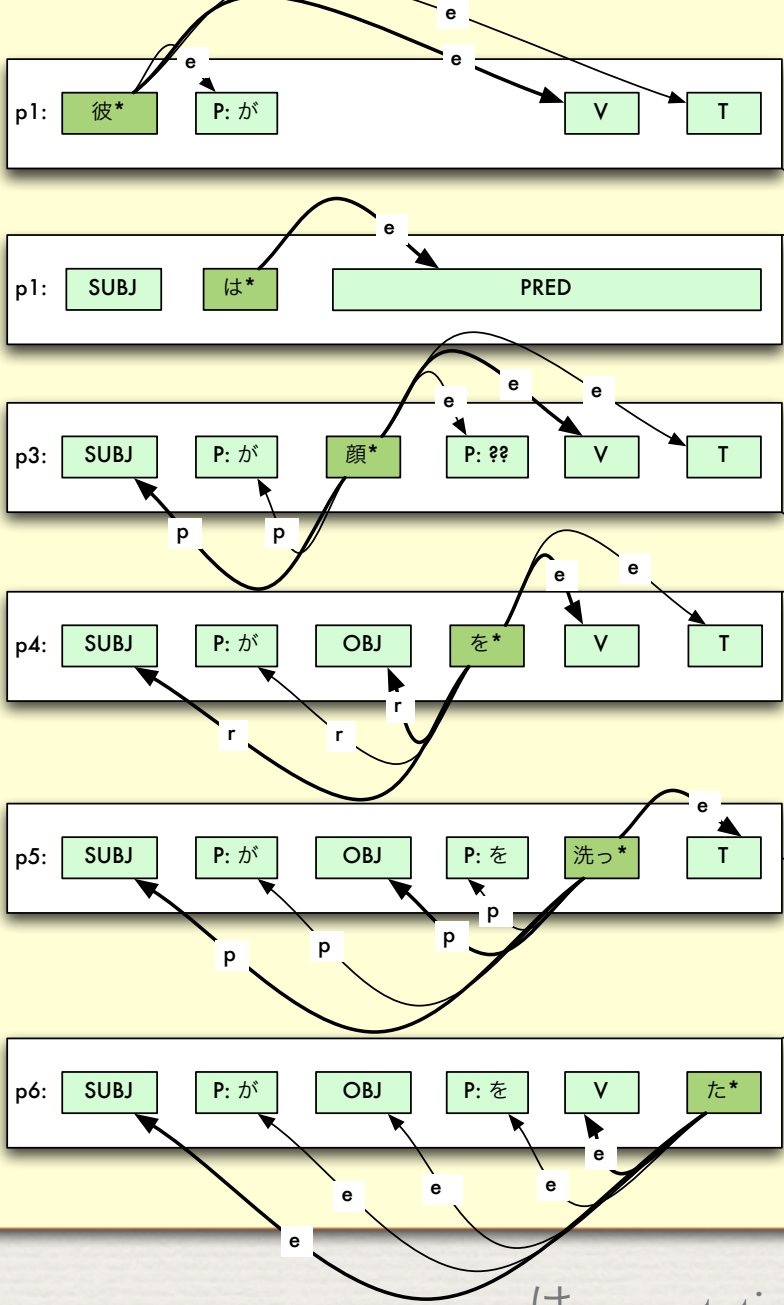 e
e
e
p1: 彼* P: が V T
e
p1: SUBJ は* PRED
e e e
p3: SUBJ P: が 顔* P: ?? V T
p p
e e
p4: SUBJ P: が OBJ を* V T
r r r
e
p5: SUBJ P: が OBJ P: を 洗っ* T
p p p p
p6: SUBJ P: が OBJ P: を V た*
e e e e e
は